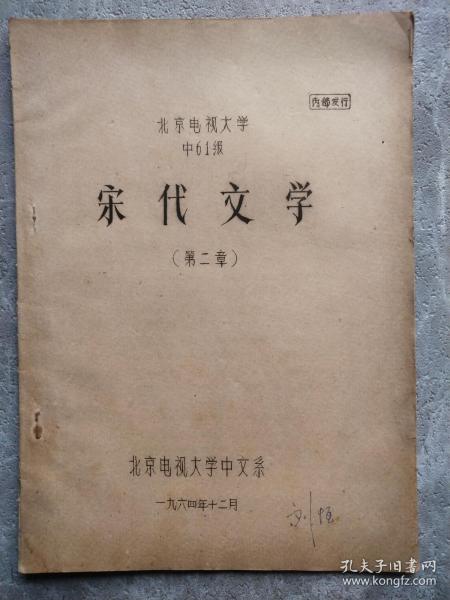 内部发行
北京电视大学
中61级
宋代文学
(第二章)
北京电视大学中文系
一九六四年十二月
刘恒
孔夫子旧书网
www.kongfz.com